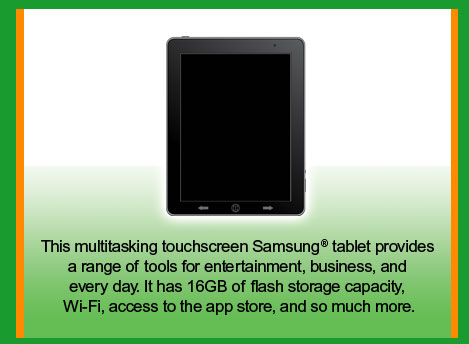 This multitasking touchscreen Samsung® tablet provides
a range of tools for entertainment, business, and
every day. It has 16GB of flash storage capacity,
Wi-Fi, access to the app store, and so much more.